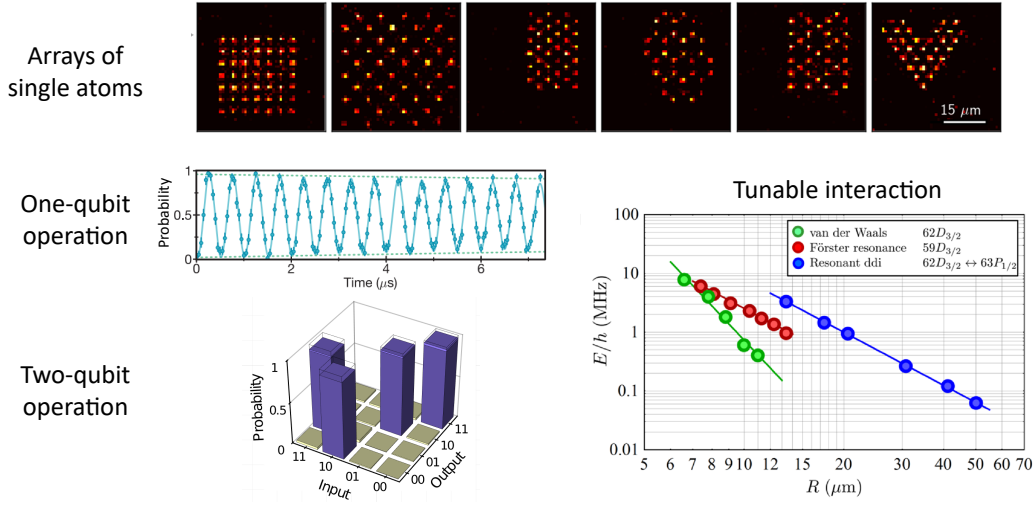 Arrays of
single atoms
15 μm
One-qubit
operation
Probability
1
0.5
0
0
2
4
6
Time (μs)
Two-qubit
operation
Probability
1
0.5
0
11
10
01
00
Input
00
01
10
11
Output
Tunable interaction
van der Waals 62D3/2
Förster resonance 59D3/2
Resonant ddi 62D3/2 ↔ 63P1/2
E/h (MHz)
100
10
1
0.1
0.01
5 6 7 8 9 10 12 15 20 30 40 50 60 70
R (μm)